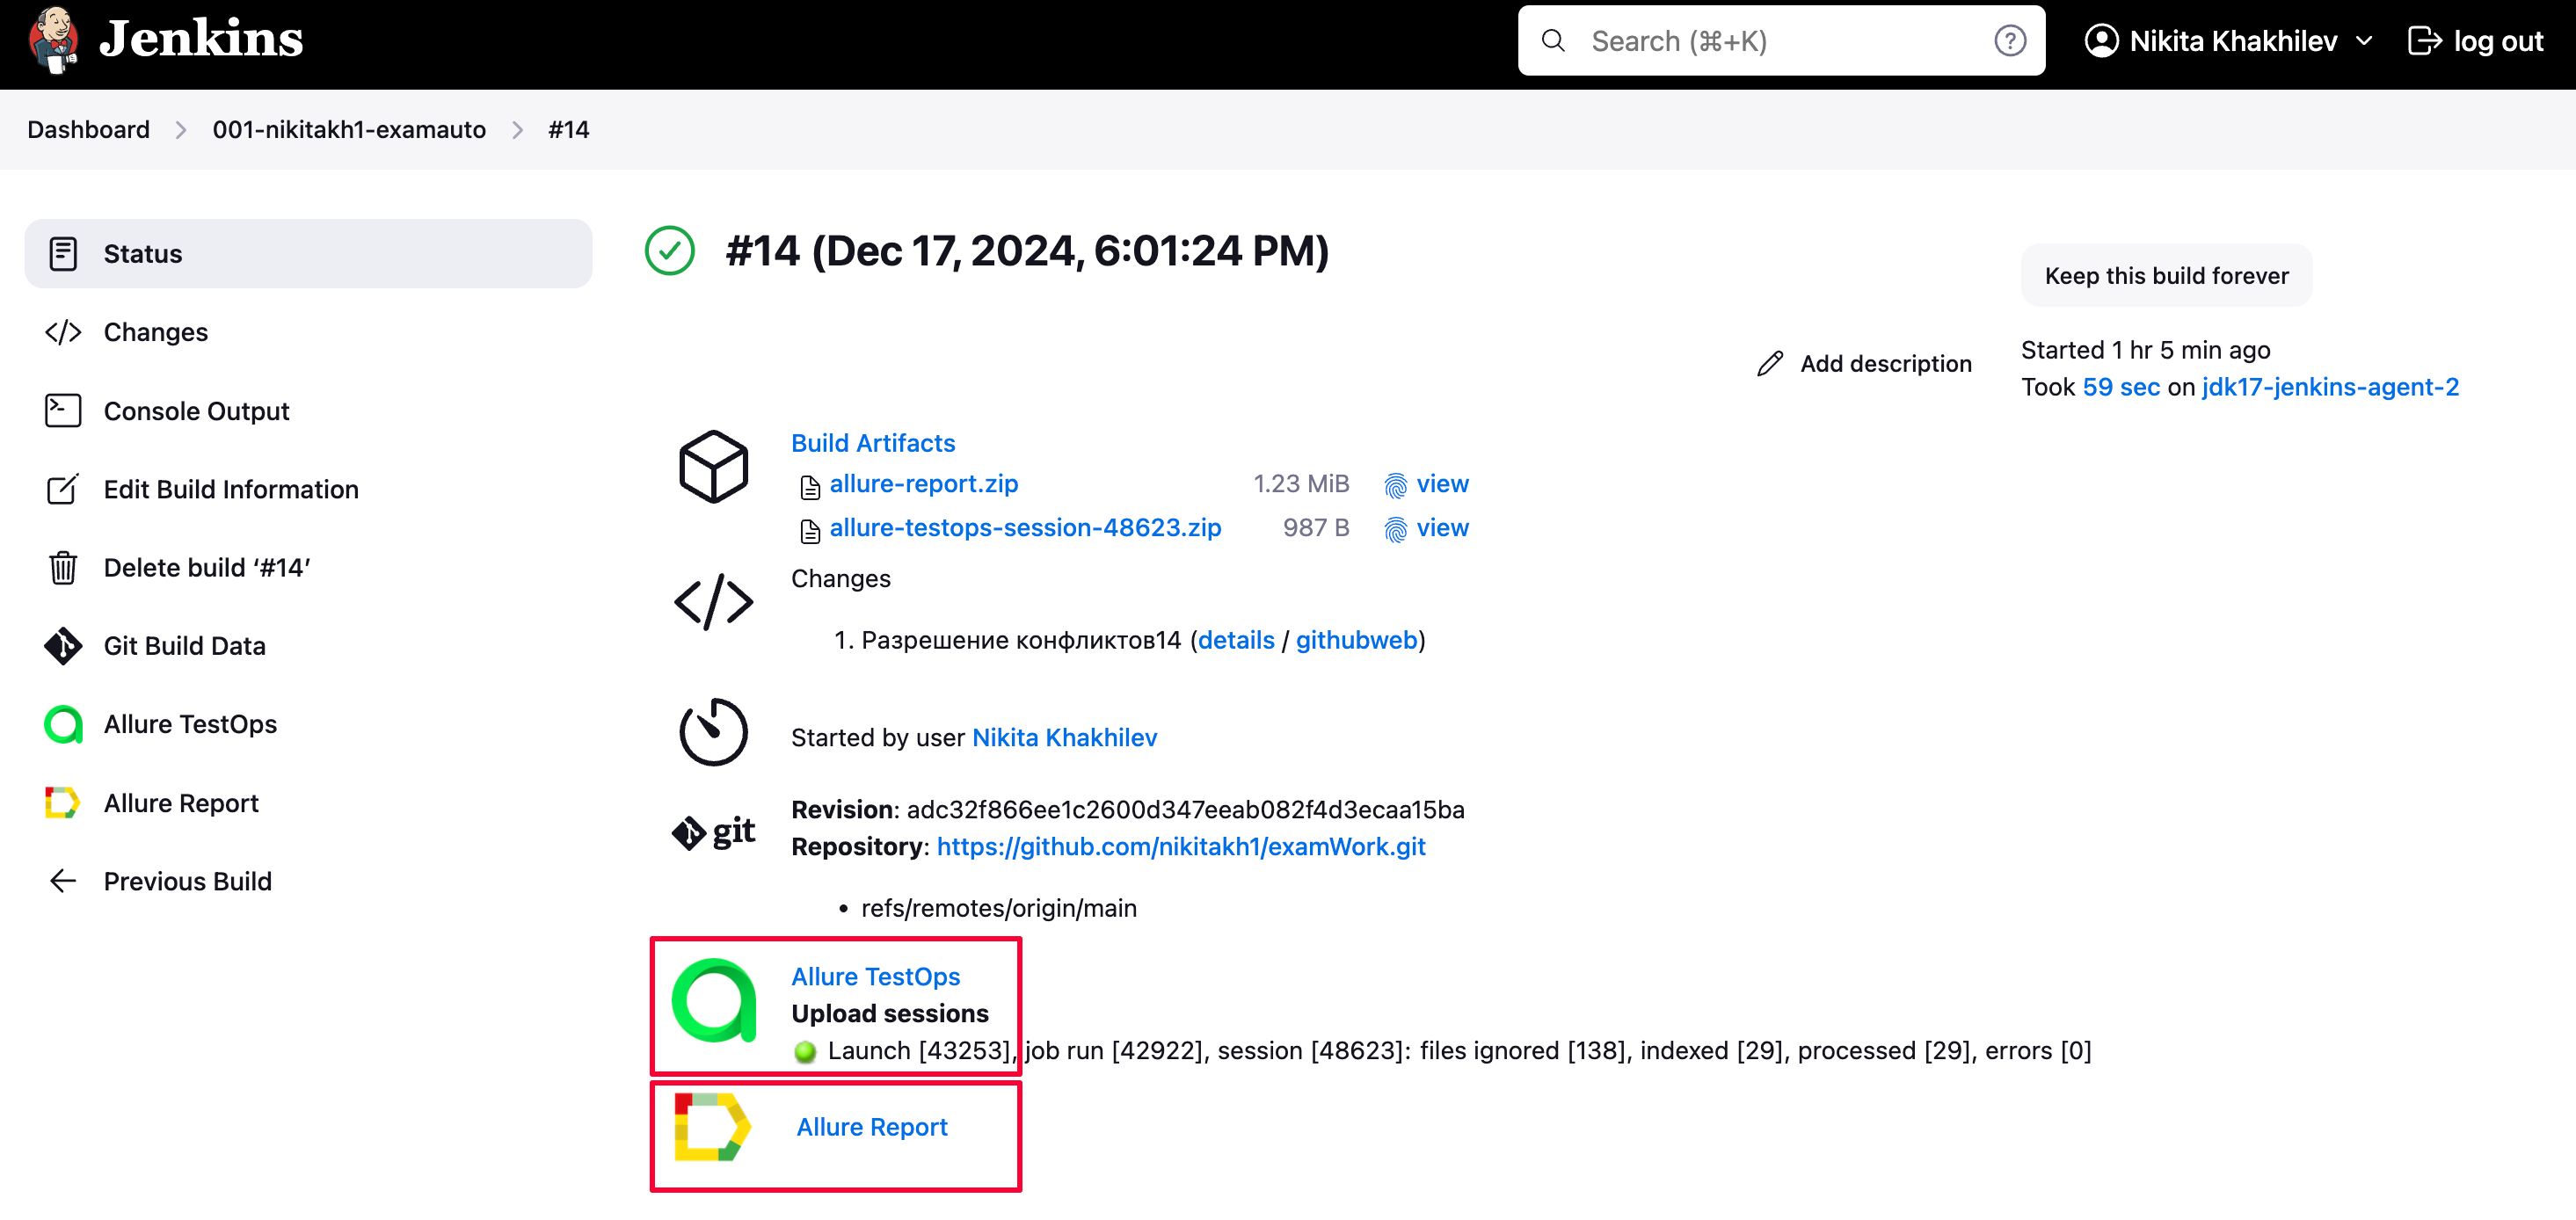 Jenkins
Search (⌘+K)
Nikita Khakhilev
log out
Dashboard > 001-nikitakh1-examauto > #14
Status
Changes
Console Output
Edit Build Information
Delete build ‘#14’
Git Build Data
Allure TestOps
Allure Report
Previous Build
#14 (Dec 17, 2024, 6:01:24 PM)
Keep this build forever
Add description
Started 1 hr 5 min ago
Took 59 sec on jdk17-jenkins-agent-2
Build Artifacts
allure-report.zip 1.23 MiB view
allure-testops-session-48623.zip 987 B view
Changes
1. Разрешение конфликтов14 (details / githubweb)
Started by user Nikita Khakhilev
git
Revision: adc32f866ee1c2600d347eeab082f4d3ecaa15ba
Repository: https://github.com/nikitakh1/examWork.git
• refs/remotes/origin/main
Allure TestOps
Upload sessions
Launch [43253], job run [42922], session [48623]: files ignored [138], indexed [29], processed [29], errors [0]
Allure Report